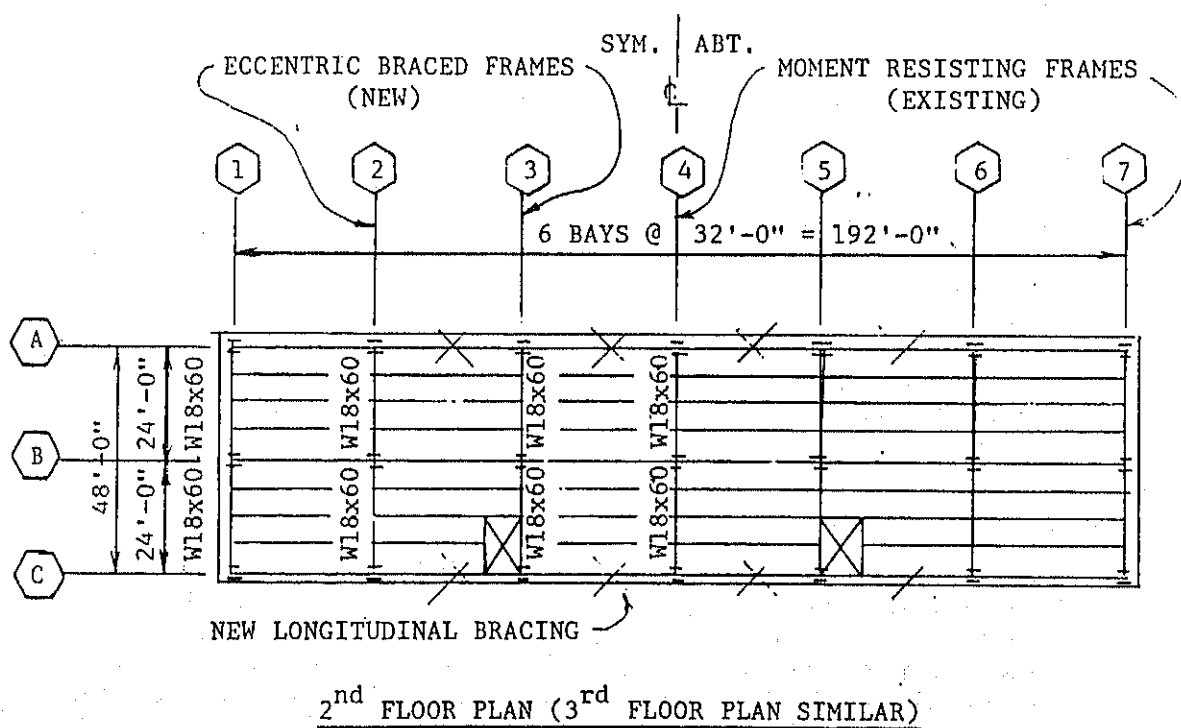 SYM. ABT.
ECCENTRIC BRACED FRAMES
(NEW)
MOMENT RESISTING FRAMES
(EXISTING)
℄
1 2 3 4 5 6 7
6 BAYS @ 32'-0" = 192'-0"
A
B
C
48'-0"
24'-0"
24'-0"
W18x60
W18x60
W18x60
W18x60
W18x60
W18x60
W18x60
W18x60
NEW LONGITUDINAL BRACING
2nd FLOOR PLAN (3rd FLOOR PLAN SIMILAR)